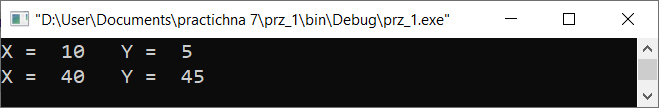 "D:\User\Documents\practichna 7\prz_1\bin\Debug\prz_1.exe"
X =  10   Y =  5
X =  40   Y =  45